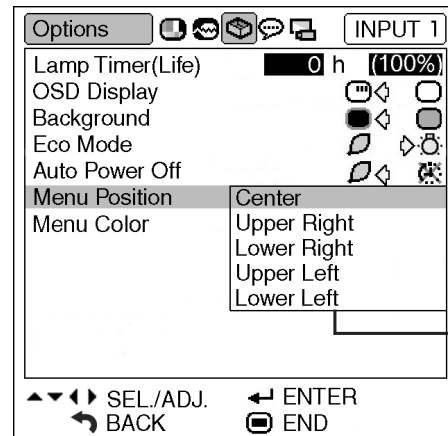 Options INPUT 1
Lamp Timer(Life) 0 h (100%)
OSD Display
Background
Eco Mode
Auto Power Off
Menu Position Center
Menu Color Upper Right
Lower Right
Upper Left
Lower Left
SEL./ADJ. ENTER
BACK END